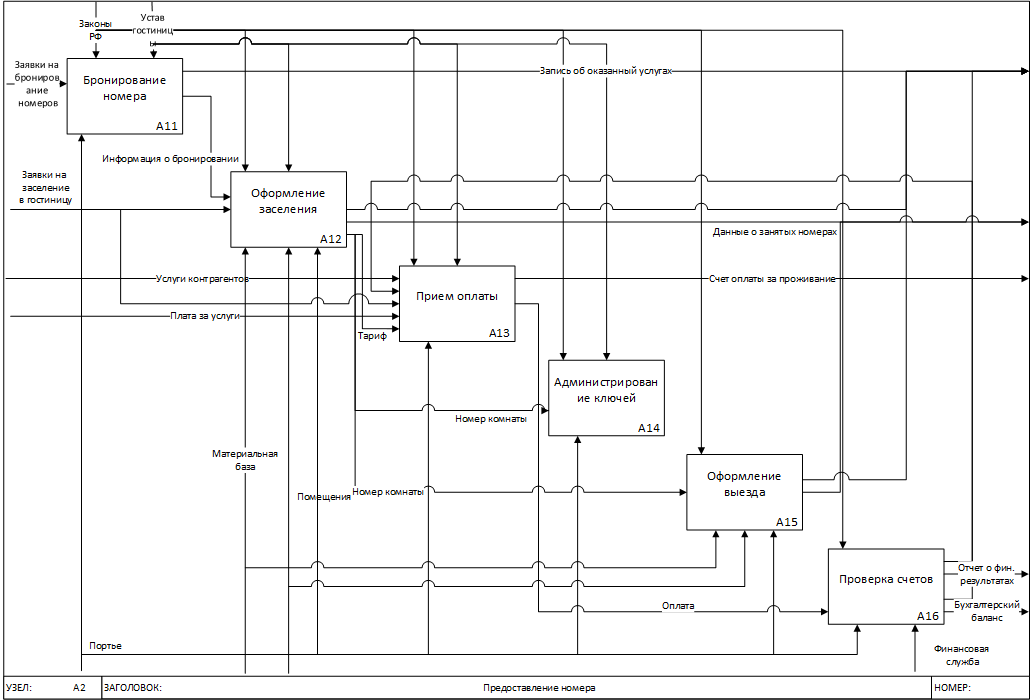 Законы
РФ
Устав
гостиниц
ы
Заявки на
брониров
ание
номеров
Бронирование
номера
A11
Запись об оказанный услугах
Информация о бронировании
Заявки на
заселение
в гостиницу
Оформление
заселения
A12
Данные о занятых номерах
Услуги контрагентов
Прием оплаты
A13
Счет оплаты за проживание
Плата за услуги
Тариф
Администрирован
ие ключей
A14
Номер комнаты
Материальная
база
Помещения
Номер комнаты
Оформление
выезда
A15
Проверка счетов
A16
Отчет о фин.
результатах
Бухгалтерский
баланс
Оплата
Портье
Финансовая
служба
УЗЕЛ:
A2
ЗАГОЛОВОК:
Предоставление номера
НОМЕР: